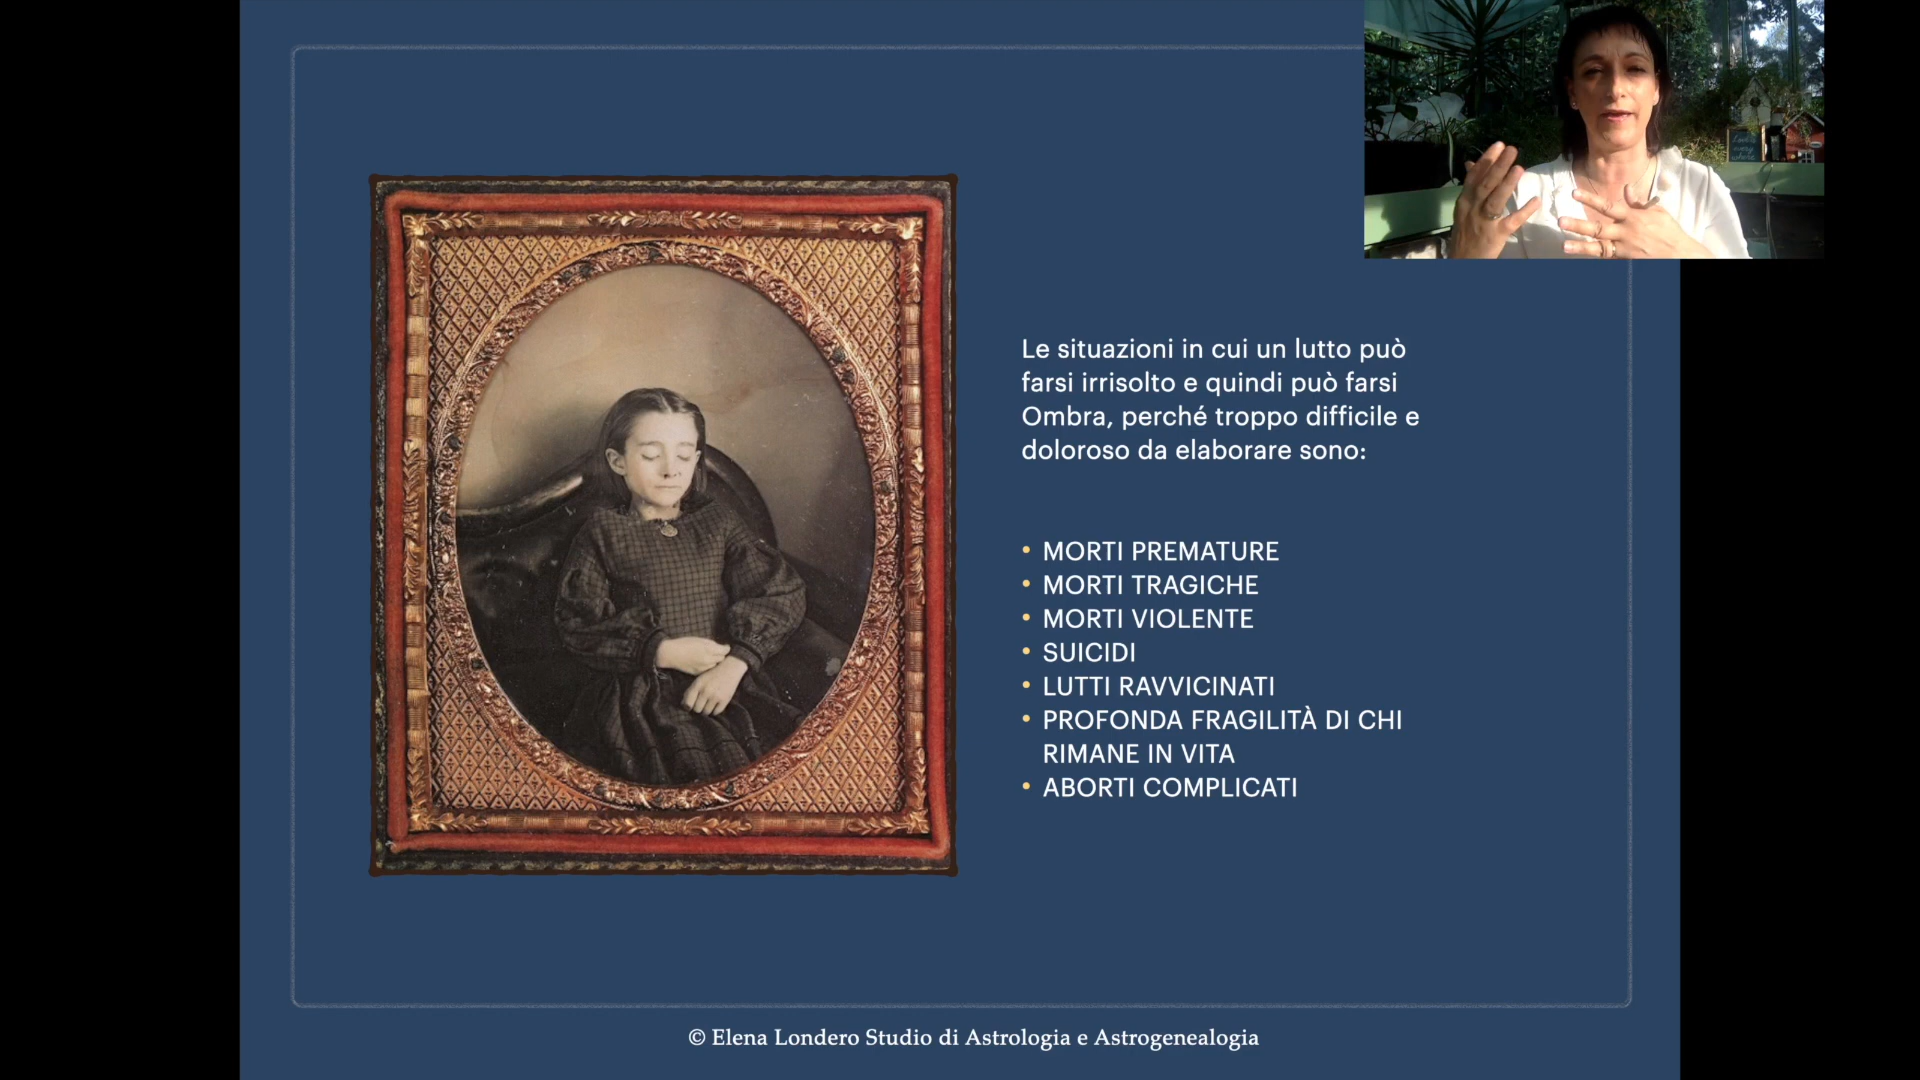 Le situazioni in cui un lutto può
farsi irrisolto e quindi può farsi
Ombra, perché troppo difficile e
doloroso da elaborare sono:
• MORTI PREMATURE
• MORTI TRAGICHE
• MORTI VIOLENTE
• SUICIDI
• LUTTI RAVVICINATI
• PROFONDA FRAGILITÀ DI CHI
RIMANE IN VITA
• ABORTI COMPLICATI
© Elena Londero Studio di Astrologia e Astrogenealogia